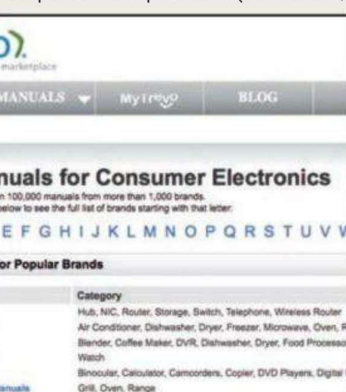 marketplace
MANUALS MyTreyo BLOG
nuals for Consumer Electronics
n 100,000 manuals from more than 1,000 brands.
below to see the full list of brands starting with that letter.
E F G H I J K L M N O P Q R S T U V W
or Popular Brands
Category
Hub, NIC, Router, Storage, Switch, Telephone, Wireless Router
Air Conditioner, Dishwasher, Dryer, Freezer, Microwave, Oven, R
Blender, Coffee Maker, DVR, Dishwasher, Dryer, Food Processo
Watch
Binocular, Calculator, Camcorders, Copier, DVD Players, Digital
anuals Grill, Oven, Range